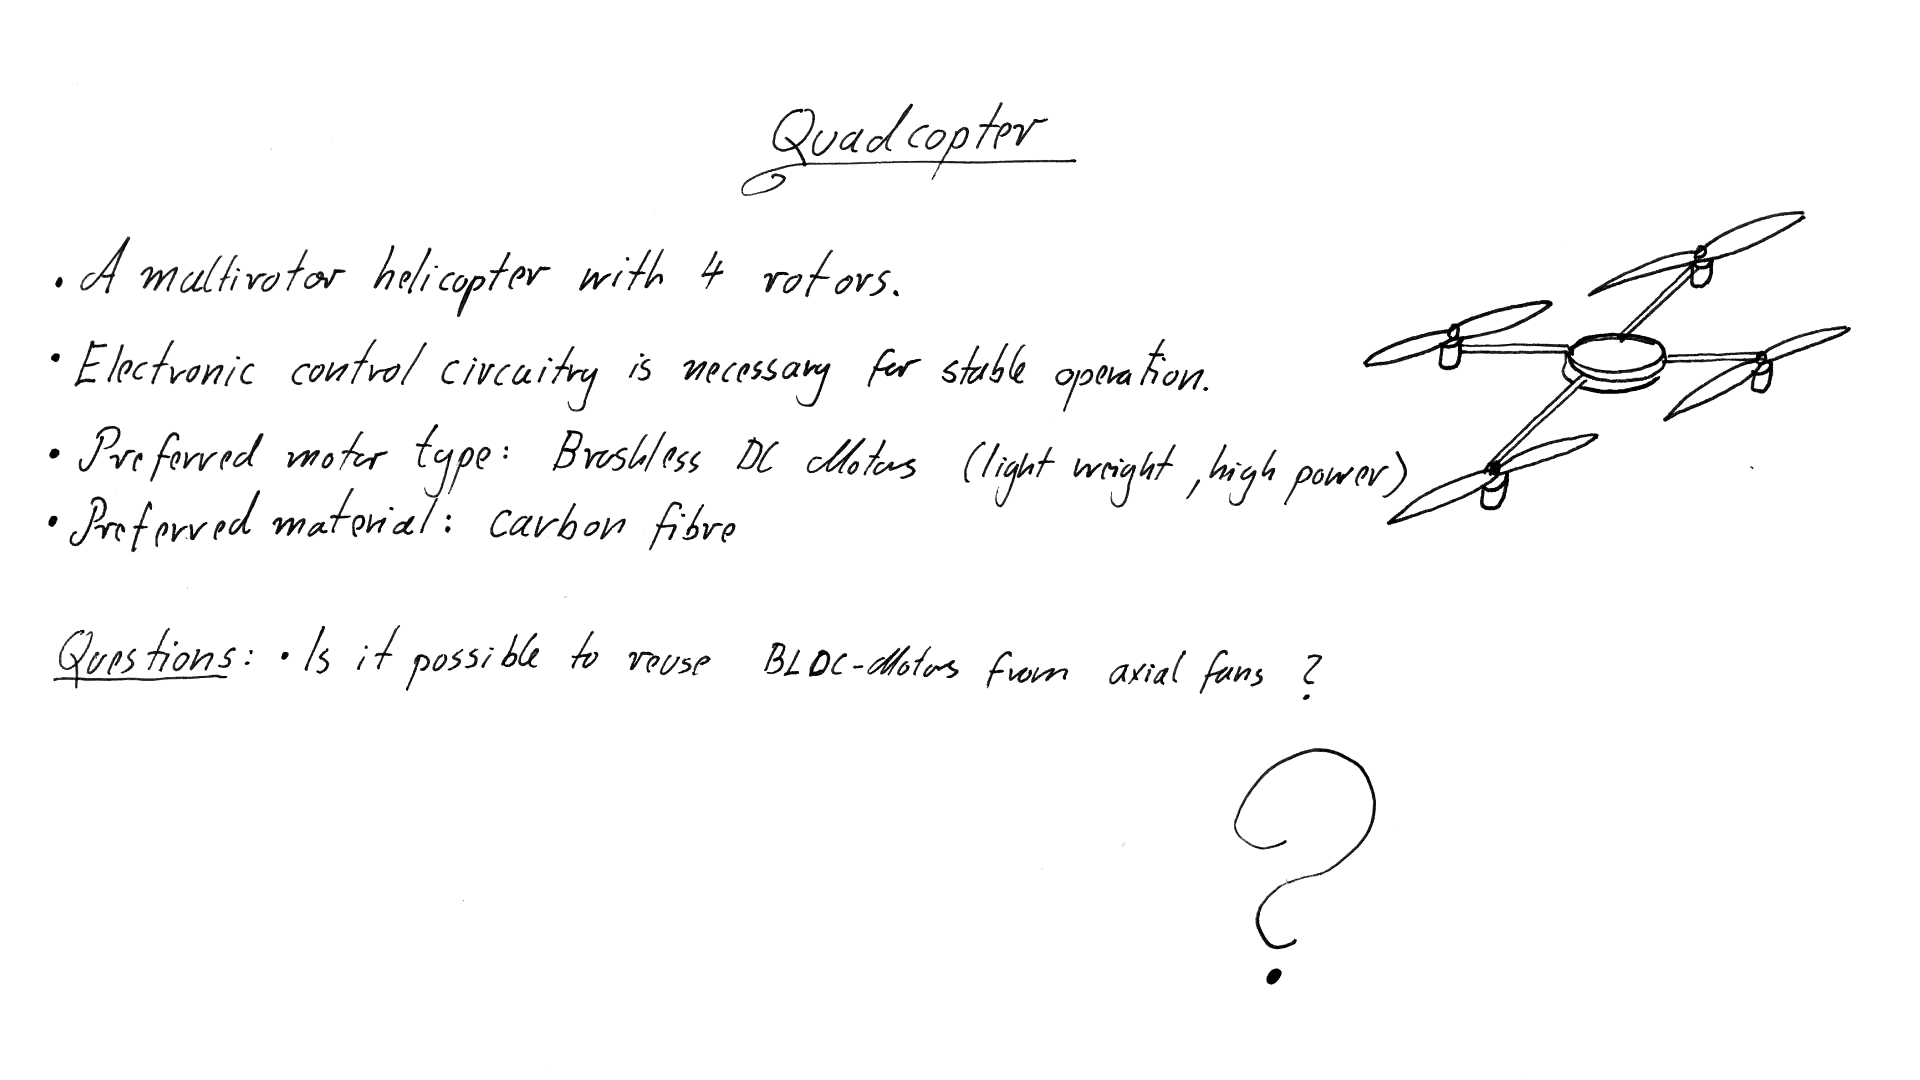 Quadcopter
• A multirotor helicopter with 4 rotors.
• Electronic control circuitry is necessary for stable operation.
• Preferred motor type: Brushless DC Motors (light weight, high power)
• Preferred material: carbon fibre
Questions: • Is it possible to reuse BLDC-Motors from axial fans ?
?